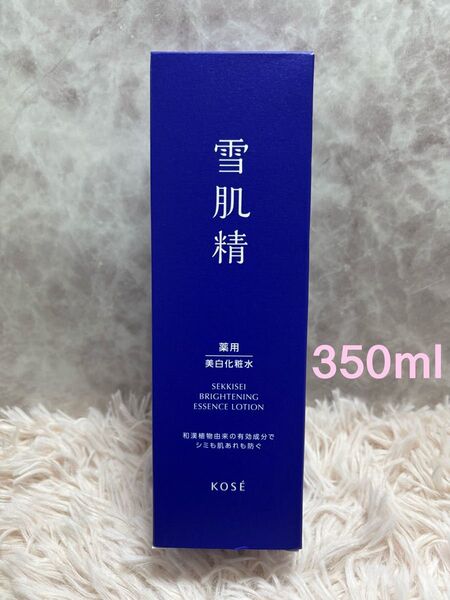 雪肌精
薬用
美白化粧水
SEKKISEI
BRIGHTENING
ESSENCE LOTION
和漢植物由来の有効成分で
シミも肌あれも防ぐ
KOSÉ
350ml